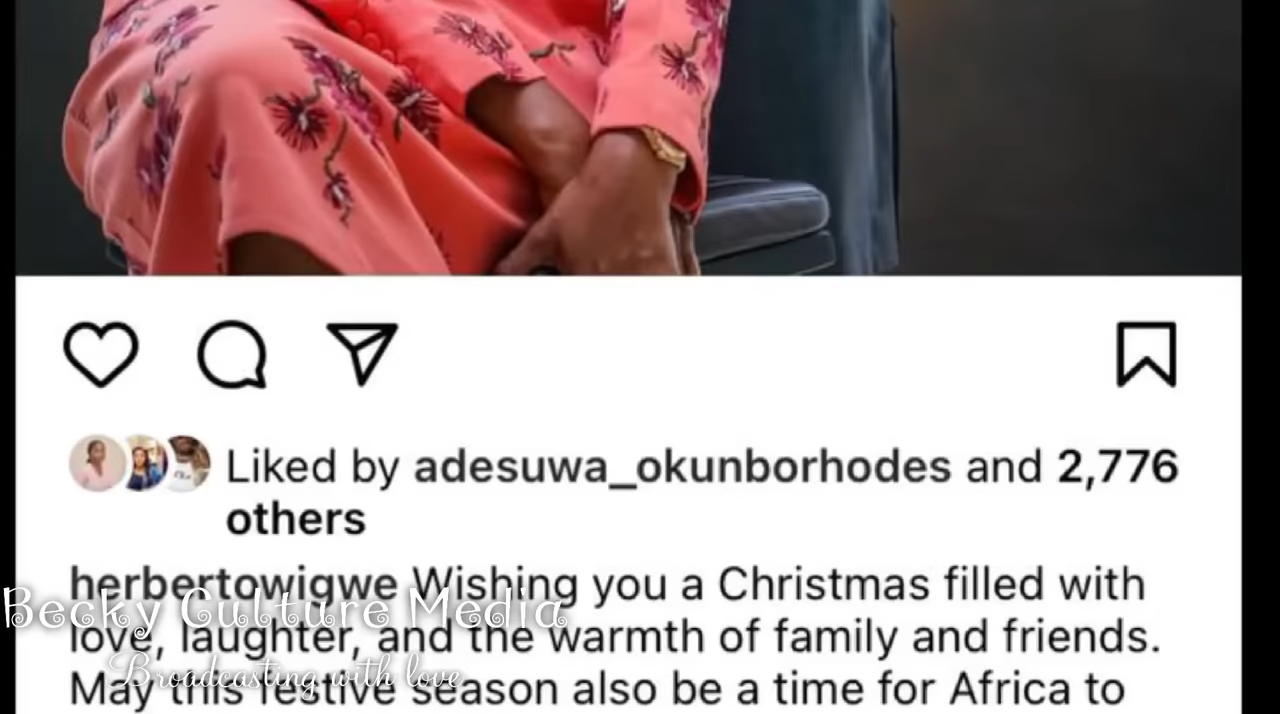 Liked by adesuwa_okunborhodes and 2,776
others
herbertowigwe Wishing you a Christmas filled with
Becky Culture Media
love, laughter, and the warmth of family and friends.
Broadcasting with love
May this festive season also be a time for Africa to